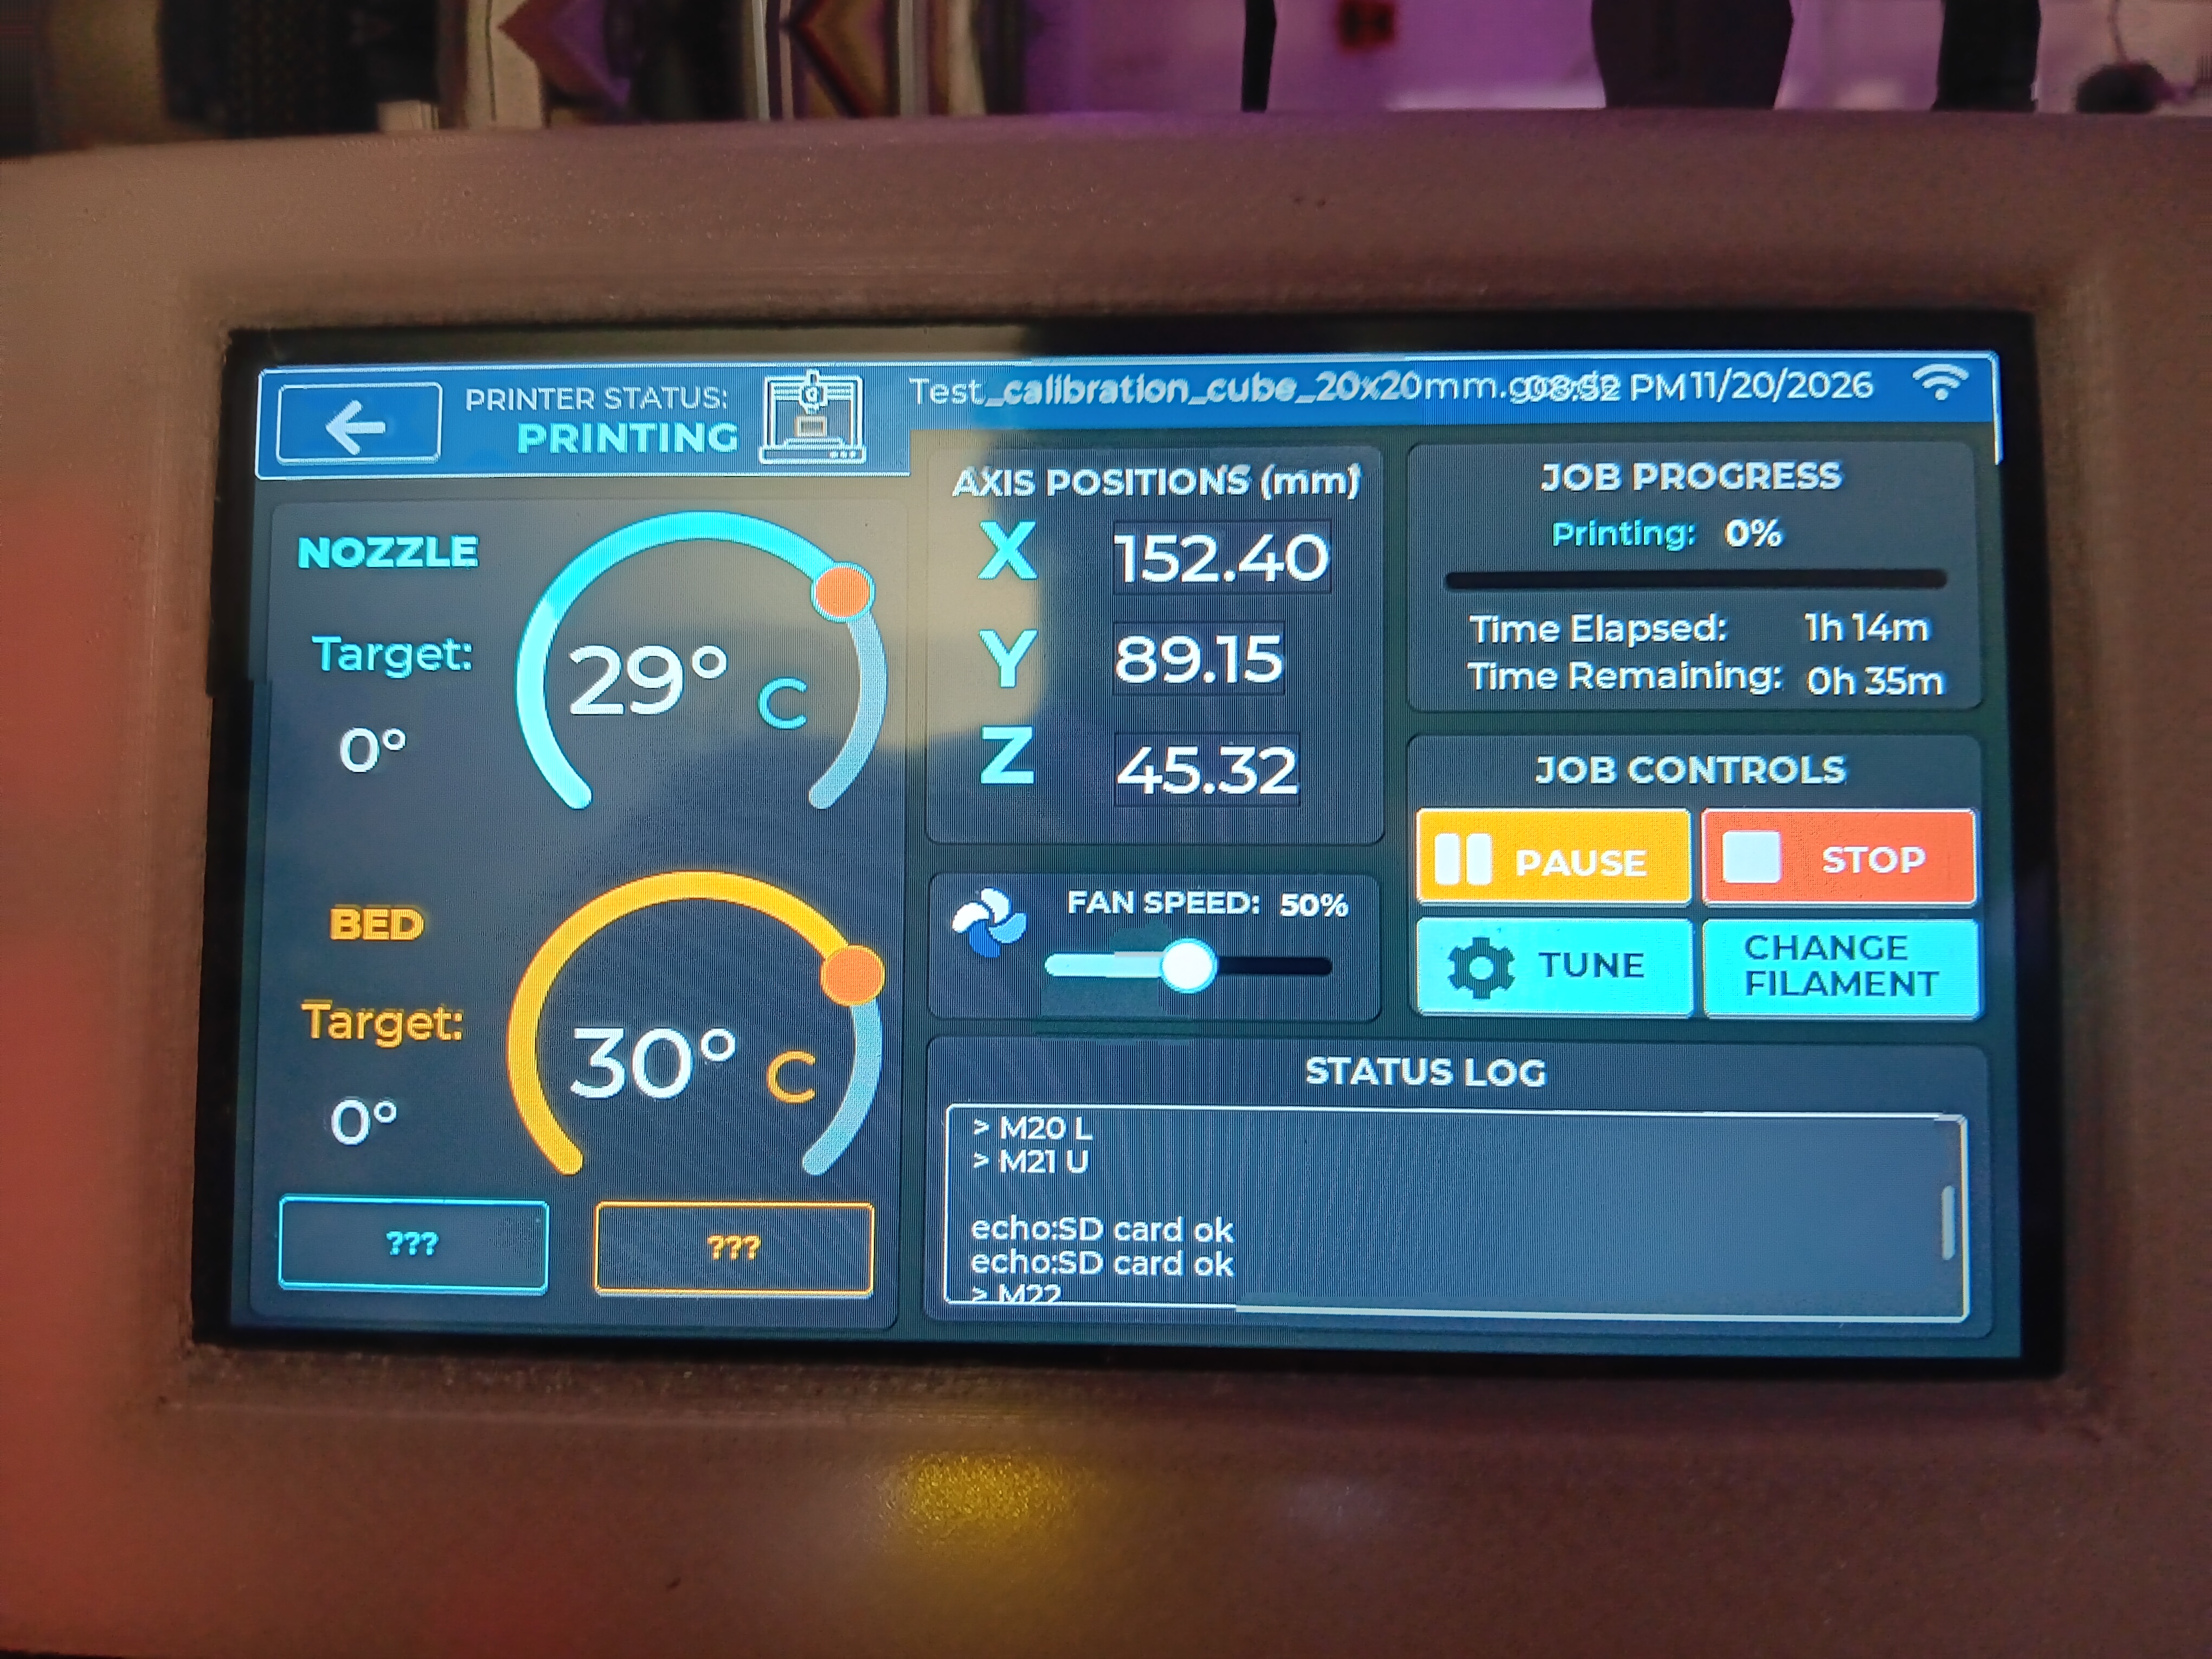 PRINTER STATUS:
PRINTING
Test_calibration_cube_20x20mm.
PM 11/20/2026
NOZZLE
Target:
0°
29° C
BED
Target:
0°
30° C
???
???
AXIS POSITIONS (mm)
X 152.40
Y 89.15
Z 45.32
FAN SPEED: 50%
JOB PROGRESS
Printing: 0%
Time Elapsed: 1h 14m
Time Remaining: 0h 35m
JOB CONTROLS
PAUSE
STOP
TUNE
CHANGE
FILAMENT
STATUS LOG
> M20 L
> M21 U
echo:SD card ok
echo:SD card ok
> M22